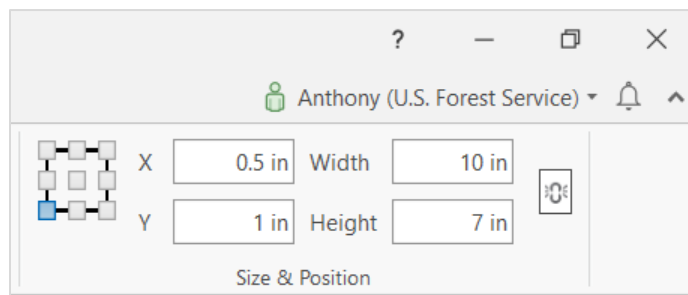 ?
Anthony (U.S. Forest Service)
X 0.5 in Width 10 in
Y 1 in Height 7 in
Size & Position